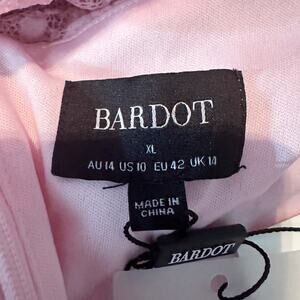 BARDOT
XL
AU 14 US 10 EU 42 UK 14
MADE IN
CHINA
BARDOT